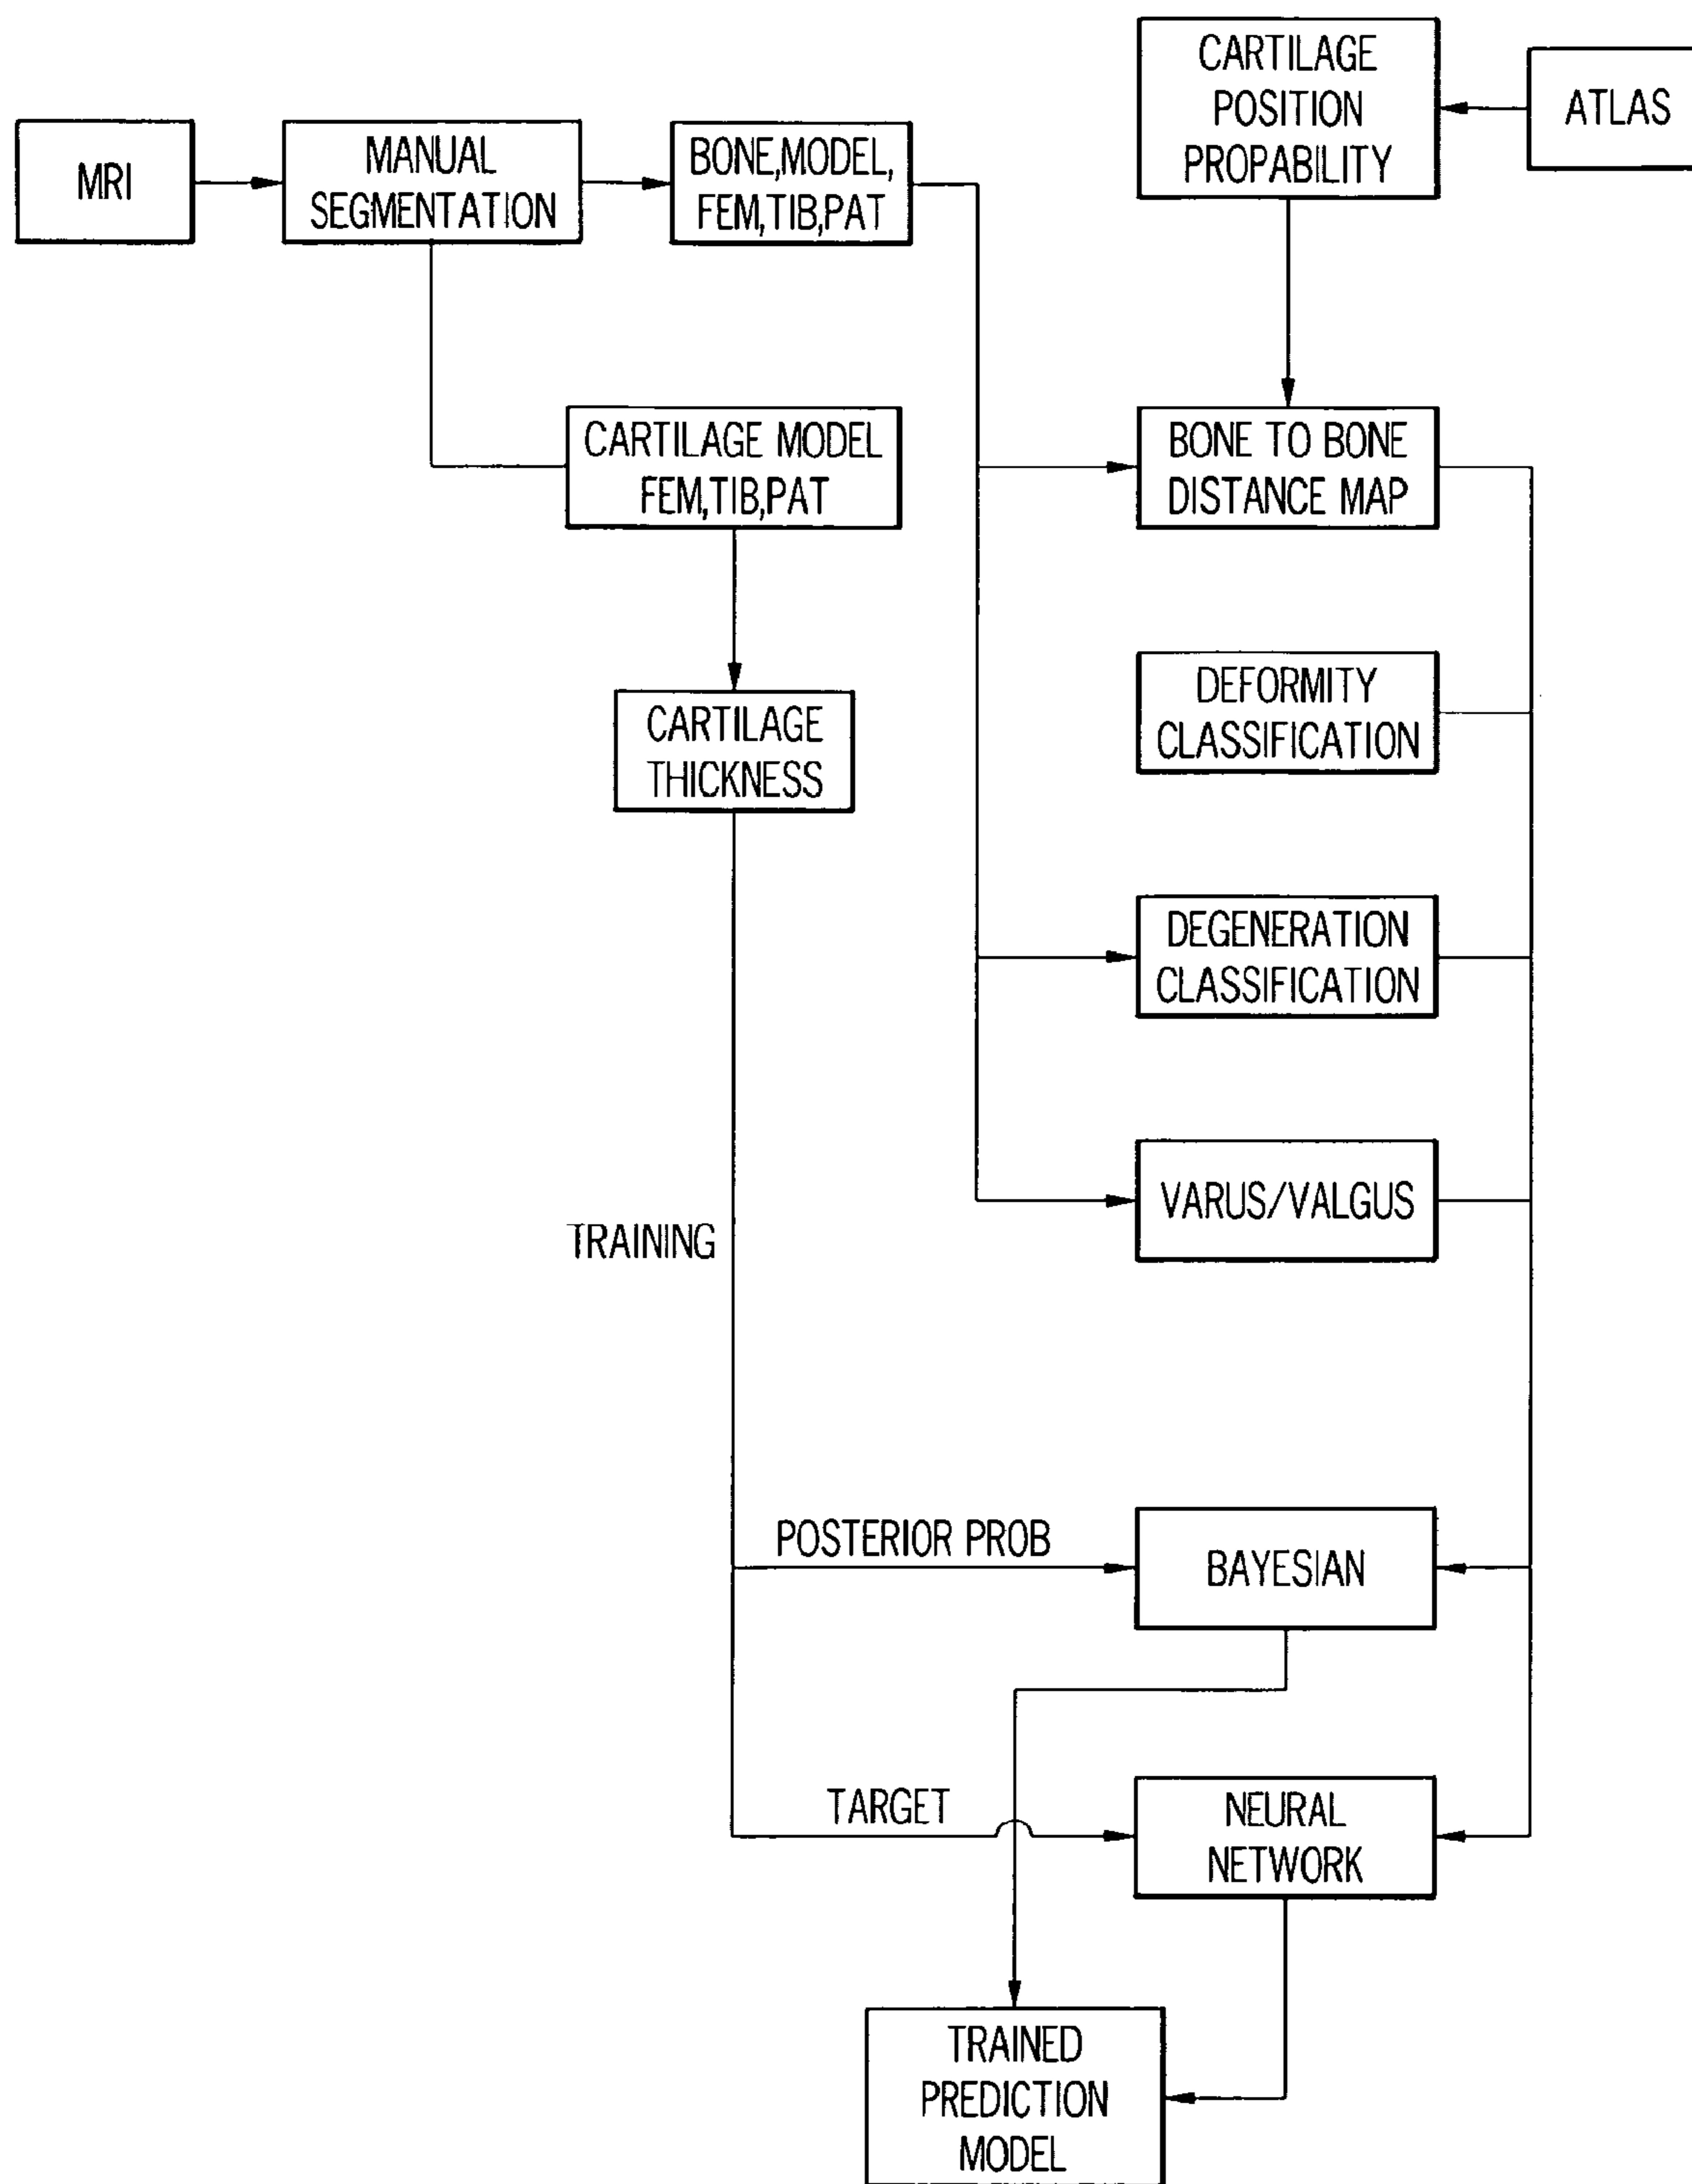 CARTILAGE
POSITION
PROPABILITY
ATLAS
MRI
MANUAL
SEGMENTATION
BONE,MODEL,
FEM,TIB,PAT
CARTILAGE MODEL
FEM,TIB,PAT
BONE TO BONE
DISTANCE MAP
CARTILAGE
THICKNESS
DEFORMITY
CLASSIFICATION
DEGENERATION
CLASSIFICATION
VARUS/VALGUS
TRAINING
POSTERIOR PROB
BAYESIAN
TARGET
NEURAL
NETWORK
TRAINED
PREDICTION
MODEL